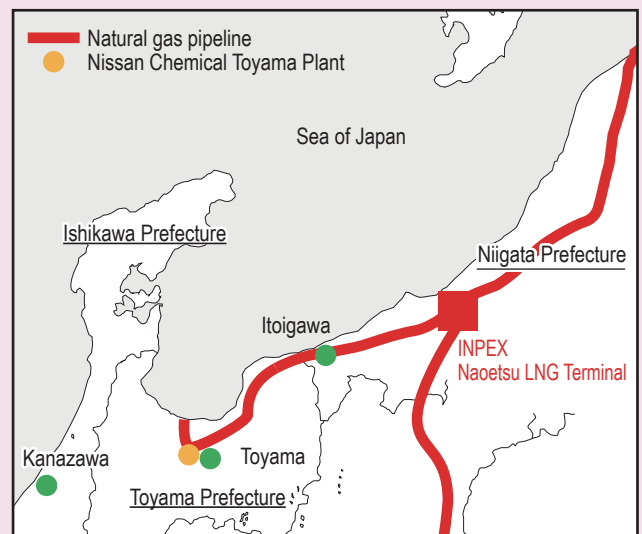 Natural gas pipeline
Nissan Chemical Toyama Plant
Sea of Japan
Ishikawa Prefecture
Niigata Prefecture
Itoigawa
INPEX
Naoetsu LNG Terminal
Kanazawa
Toyama
Toyama Prefecture